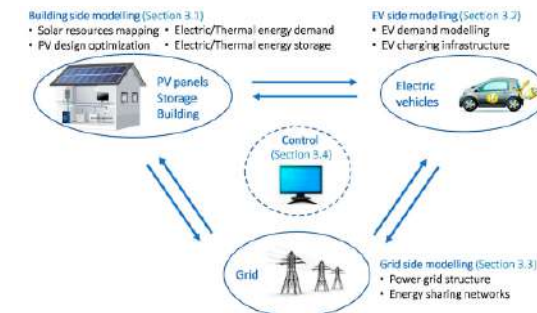 Building side modelling (Section 3.1)
• Solar resources mapping • Electric/Thermal energy demand
• PV design optimization • Electric/Thermal energy storage
EV side modelling (Section 3.2)
• EV demand modelling
• EV charging infrastructure
PV panels
Storage
Building
Electric
vehicles
Control
(Section 3.4)
Grid
Grid side modelling (Section 3.3)
• Power grid structure
• Energy sharing networks